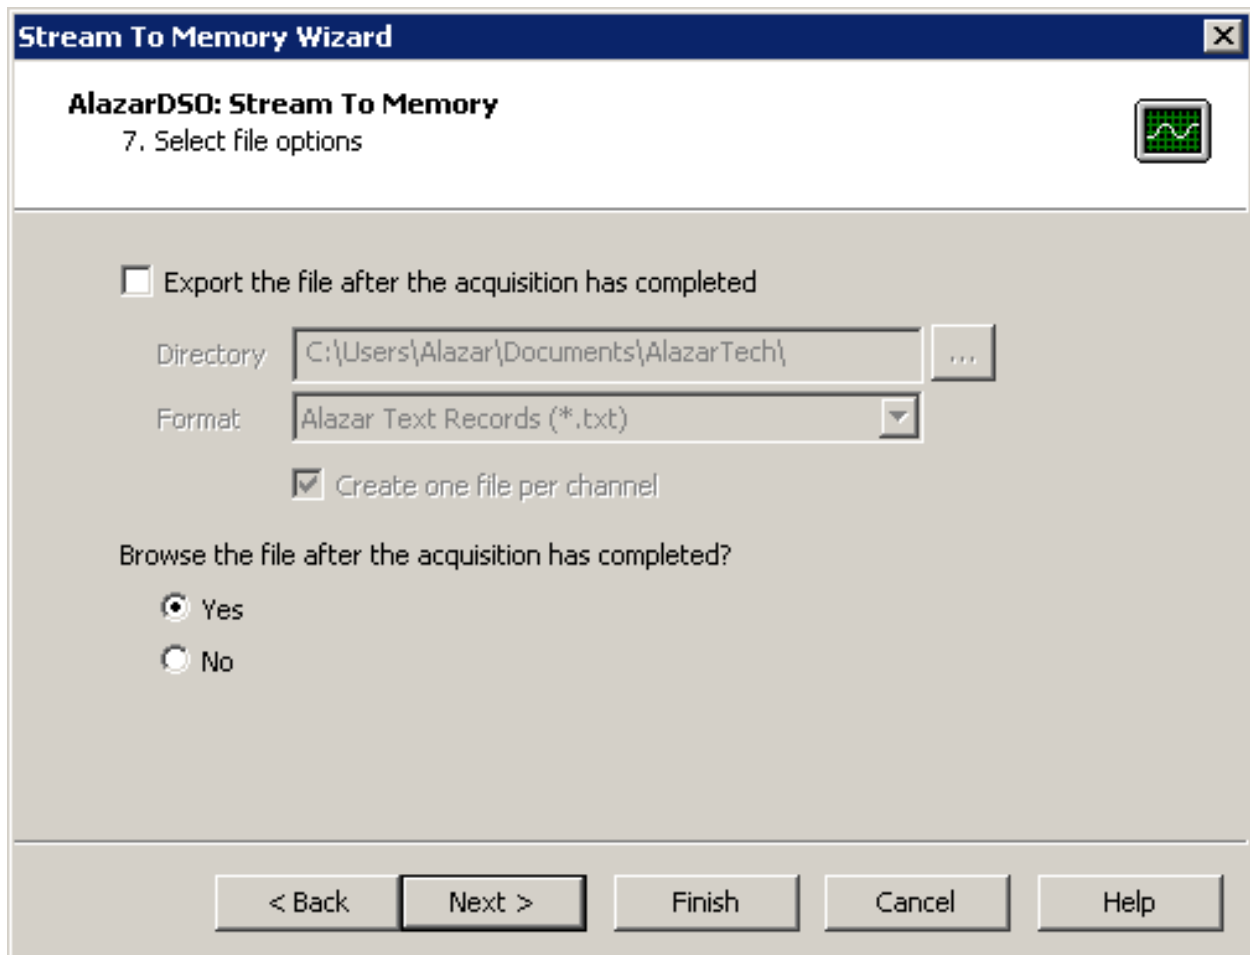 Stream To Memory Wizard
AlazarDSO: Stream To Memory
7. Select file options
Export the file after the acquisition has completed
Directory C:\Users\Alazar\Documents\AlazarTech\ ...
Format Alazar Text Records (*.txt)
Create one file per channel
Browse the file after the acquisition has completed?
Yes
No
< Back Next > Finish Cancel Help